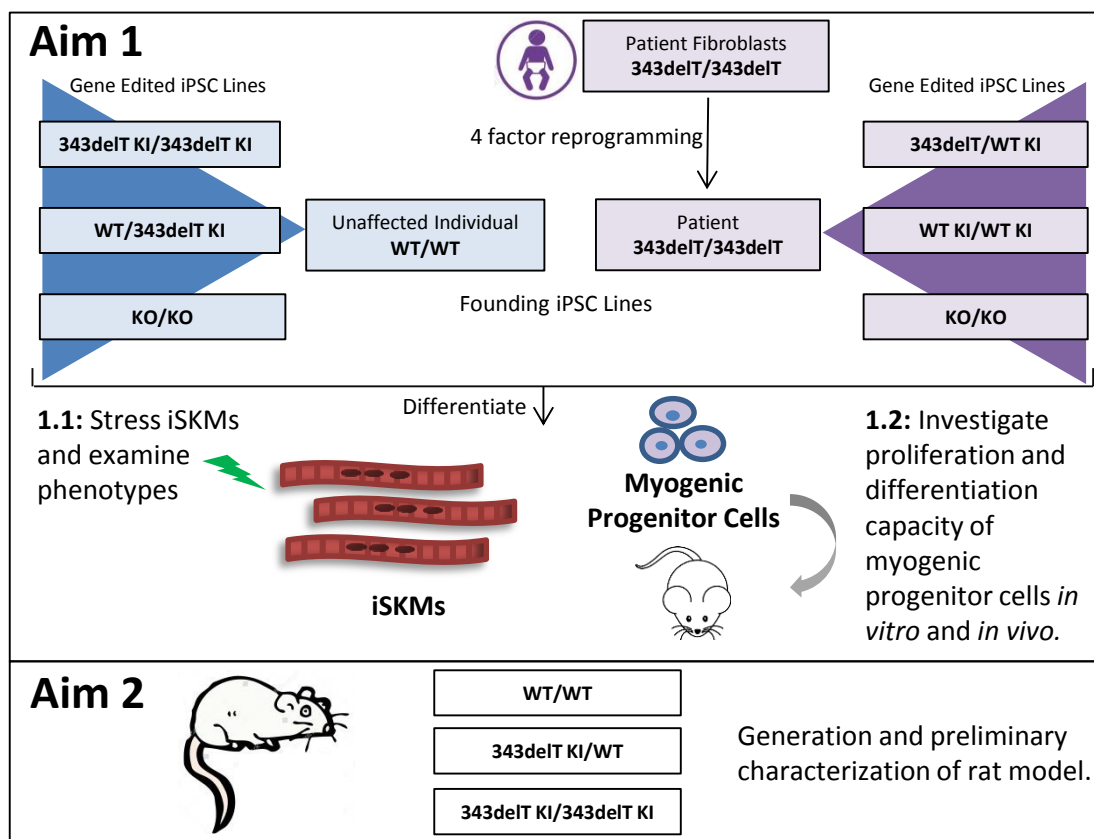 Aim 1
Gene Edited iPSC Lines
343delT KI/343delT KI
WT/343delT KI
KO/KO
Unaffected Individual
WT/WT
Patient Fibroblasts
343delT/343delT
4 factor reprogramming
Patient
343delT/343delT
Founding iPSC Lines
Gene Edited iPSC Lines
343delT/WT KI
WT KI/WT KI
KO/KO
Differentiate
1.1: Stress iSKMs
and examine
phenotypes
iSKMs
Myogenic
Progenitor Cells
1.2: Investigate
proliferation and
differentiation
capacity of
myogenic
progenitor cells in
vitro and in vivo.
Aim 2
WT/WT
343delT KI/WT
343delT KI/343delT KI
Generation and preliminary
characterization of rat model.